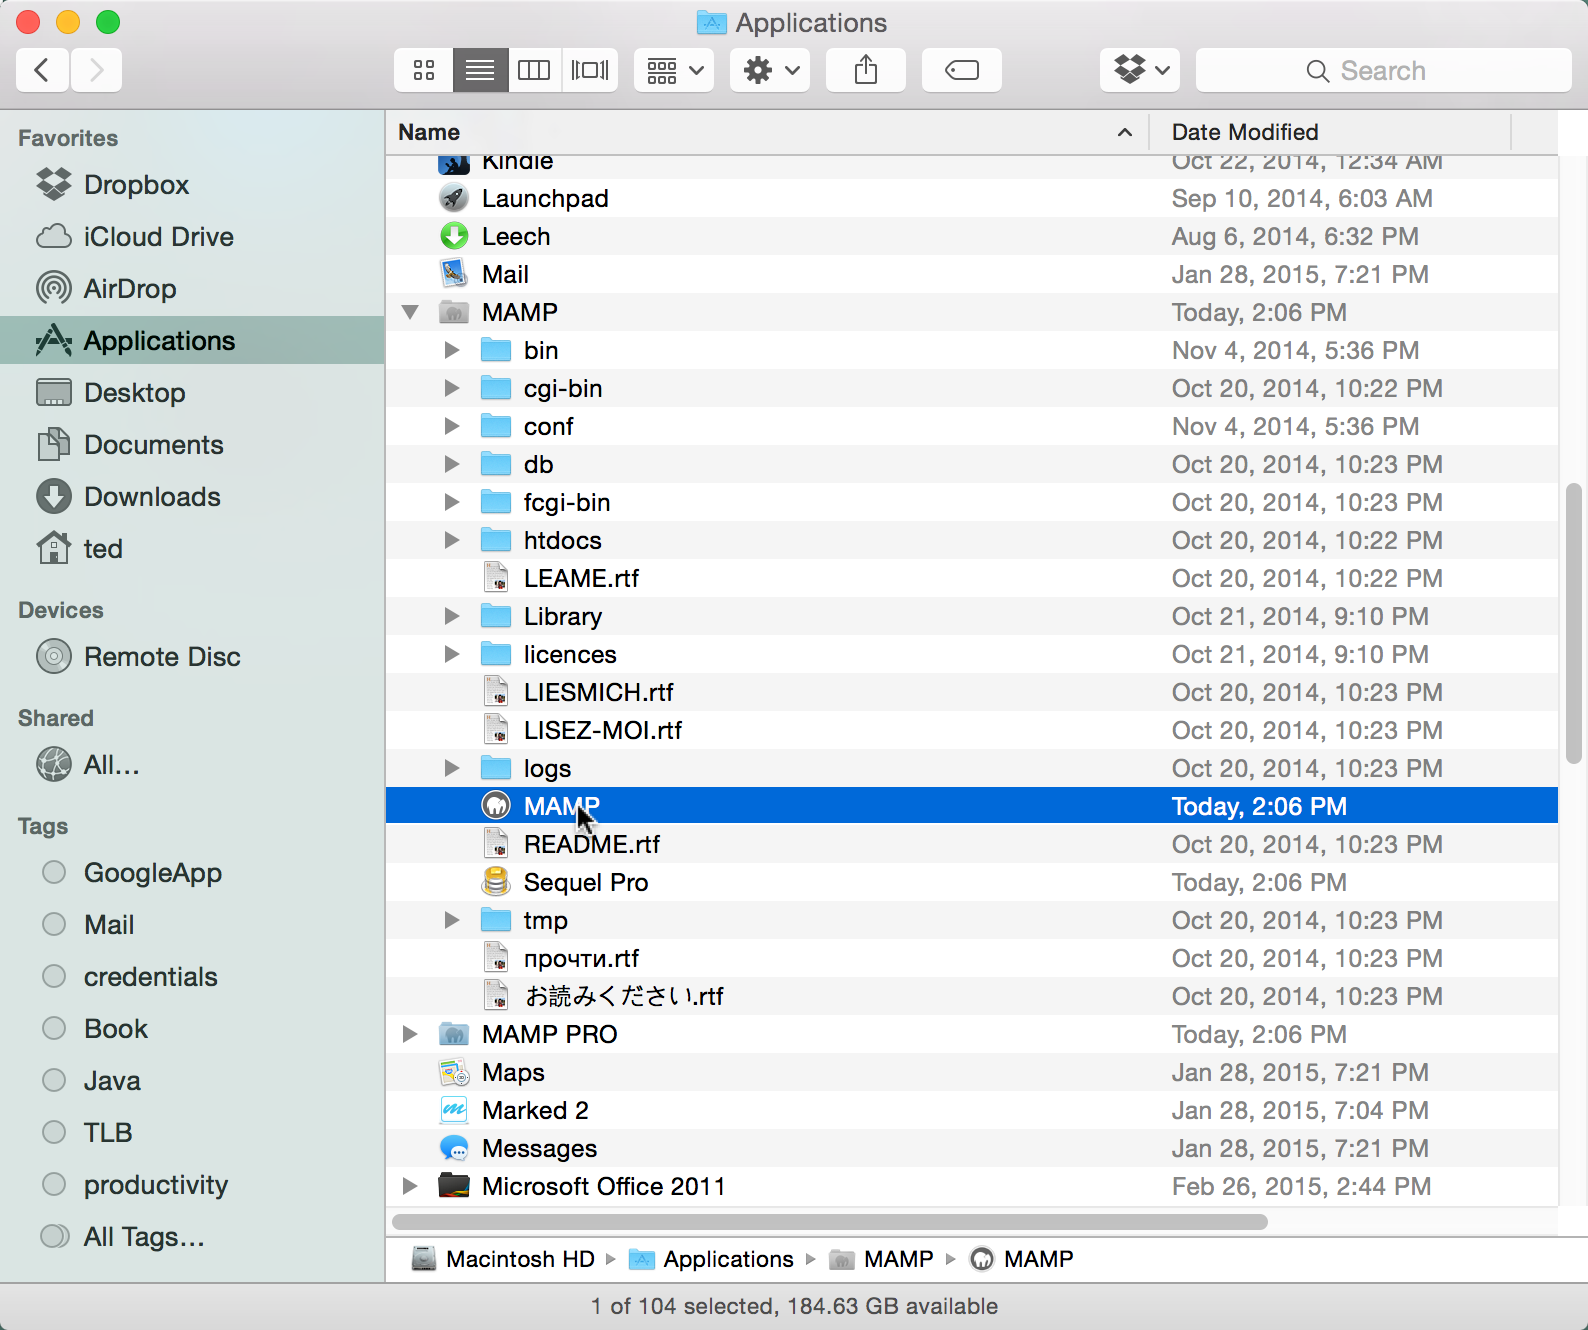 Applications
Search
Favorites
Dropbox
iCloud Drive
AirDrop
Applications
Desktop
Documents
Downloads
ted
Devices
Remote Disc
Shared
All...
Tags
GoogleApp
Mail
credentials
Book
Java
TLB
productivity
All Tags...
Name Date Modified
Kindle Oct 22, 2014, 12:34 AM
Launchpad Sep 10, 2014, 6:03 AM
Leech Aug 6, 2014, 6:32 PM
Mail Jan 28, 2015, 7:21 PM
MAMP Today, 2:06 PM
bin Nov 4, 2014, 5:36 PM
cgi-bin Oct 20, 2014, 10:22 PM
conf Nov 4, 2014, 5:36 PM
db Oct 20, 2014, 10:23 PM
fcgi-bin Oct 20, 2014, 10:23 PM
htdocs Oct 20, 2014, 10:22 PM
LEAME.rtf Oct 20, 2014, 10:22 PM
Library Oct 21, 2014, 9:10 PM
licences Oct 21, 2014, 9:10 PM
LIESMICH.rtf Oct 20, 2014, 10:23 PM
LISEZ-MOI.rtf Oct 20, 2014, 10:23 PM
logs Oct 20, 2014, 10:23 PM
MAMP Today, 2:06 PM
README.rtf Oct 20, 2014, 10:23 PM
Sequel Pro Today, 2:06 PM
tmp Oct 20, 2014, 10:23 PM
прочти.rtf Oct 20, 2014, 10:23 PM
お読みください.rtf Oct 20, 2014, 10:23 PM
MAMP PRO Today, 2:06 PM
Maps Jan 28, 2015, 7:21 PM
Marked 2 Jan 28, 2015, 7:04 PM
Messages Jan 28, 2015, 7:21 PM
Microsoft Office 2011 Feb 26, 2015, 2:44 PM
Macintosh HD Applications MAMP MAMP
1 of 104 selected, 184.63 GB available